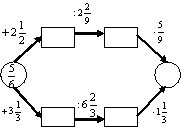 : 2 2/9
+2 1/2
: 5/9
5/6
+3 1/3
: 6 2/3
· 1 1/3